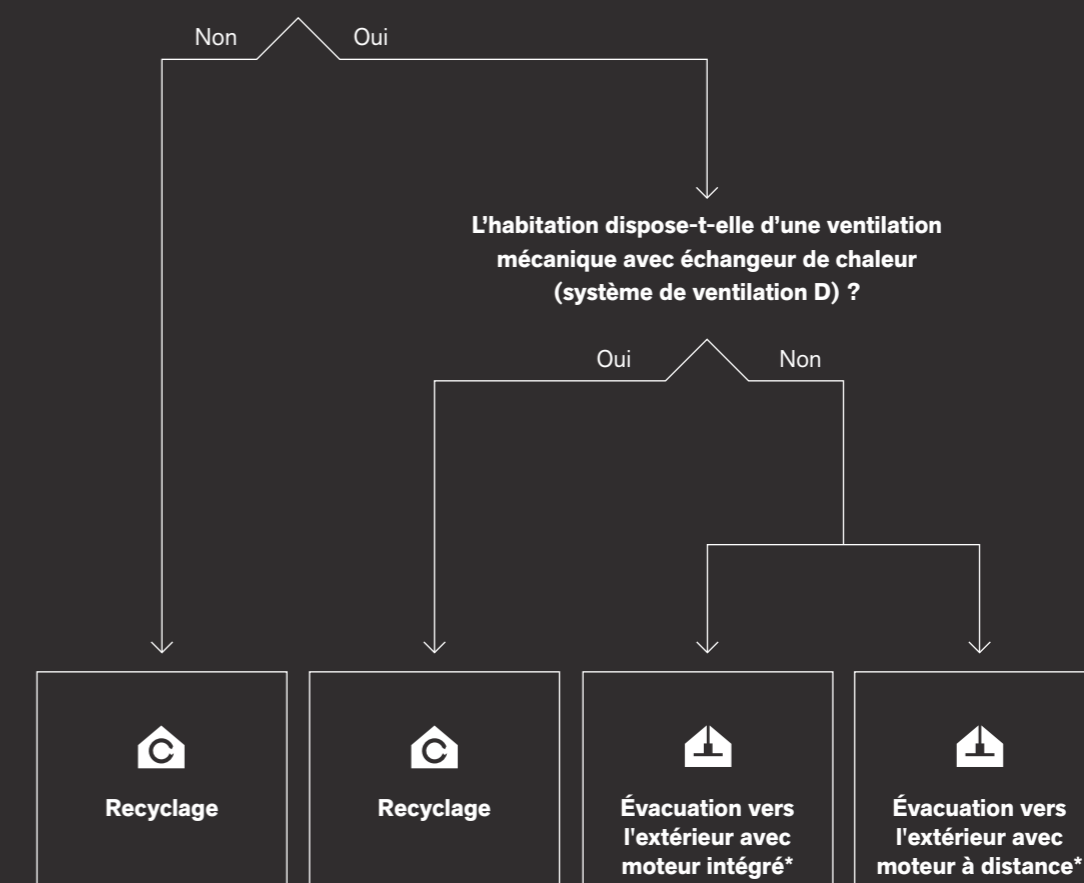 Non
Oui
L’habitation dispose-t-elle d’une ventilation
mécanique avec échangeur de chaleur
(système de ventilation D) ?
Oui
Non
Recyclage
Recyclage
Évacuation vers
l'extérieur avec
moteur intégré*
Évacuation vers
l'extérieur avec
moteur à distance*